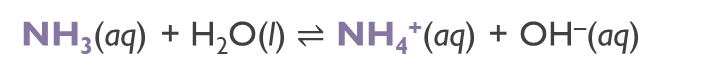 NH₃(aq) + H₂O(l) ⇌ NH₄⁺(aq) + OH⁻(aq)